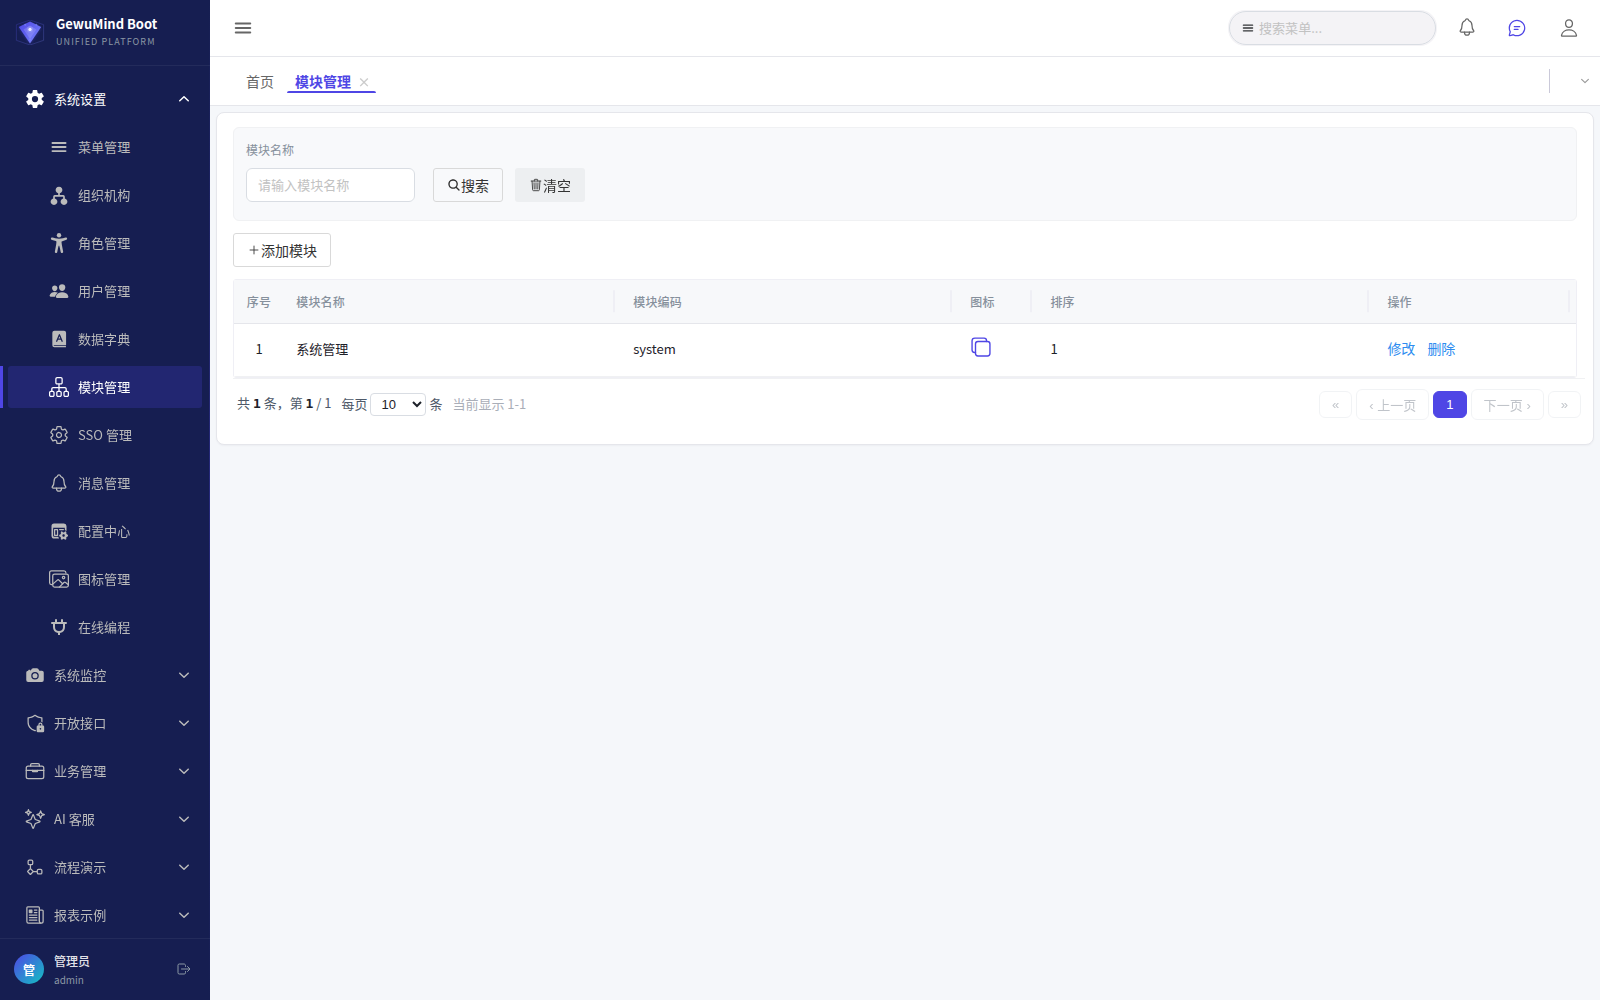 GewuMind Boot
UNIFIED PLATFORM
系统设置
菜单管理
组织机构
角色管理
用户管理
数据字典
模块管理
SSO 管理
消息管理
配置中心
图标管理
在线编程
系统监控
开放接口
业务管理
AI 客服
流程演示
报表示例
管
管理员
admin
搜索菜单...
首页 模块管理
模块名称
请输入模块名称 搜索 清空
添加模块
序号 模块名称 模块编码 图标 排序 操作
1 系统管理 system 1 修改 删除
共 1 条，第 1 / 1 每页 10 条 当前显示 1-1 « ‹ 上一页 1 下一页 › »